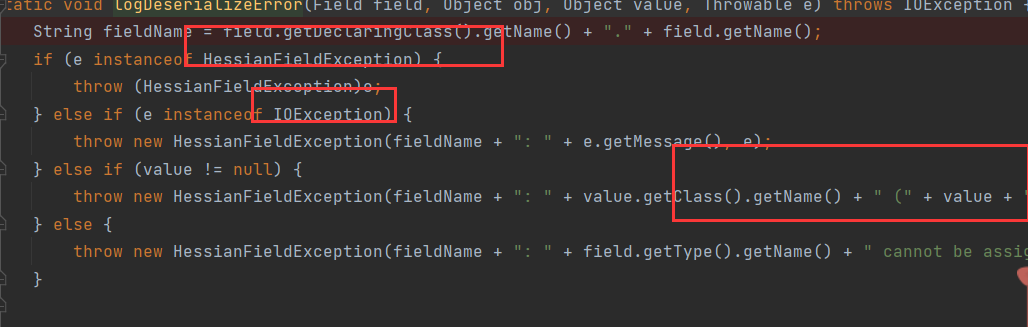 static void logDeserializeError(Field field, Object obj, Object value, Throwable e) throws IOException {
String fieldName = field.getDeclaringClass().getName() + "." + field.getName();
if (e instanceof HessianFieldException) {
throw (HessianFieldException)e;
} else if (e instanceof IOException) {
throw new HessianFieldException(fieldName + ": " + e.getMessage(), e);
} else if (value != null) {
throw new HessianFieldException(fieldName + ": " + value.getClass().getName() + " (" + value + "
} else {
throw new HessianFieldException(fieldName + ": " + field.getType().getName() + " cannot be assig
}